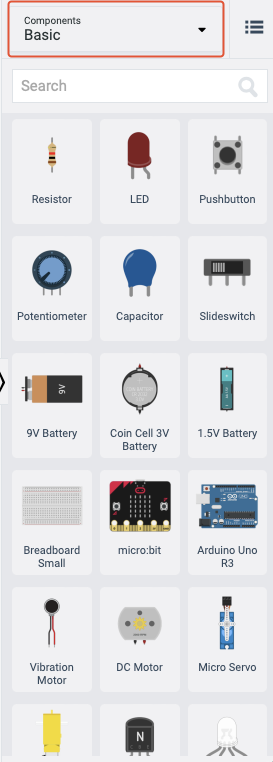 Components
Basic
Search
Resistor
LED
Pushbutton
Potentiometer
Capacitor
Slideswitch
9V
9V Battery
Coin Cell 3V
Battery
1.5V Battery
Breadboard
Small
micro:bit
Arduino Uno
R3
Vibration
Motor
DC Motor
Micro Servo
N